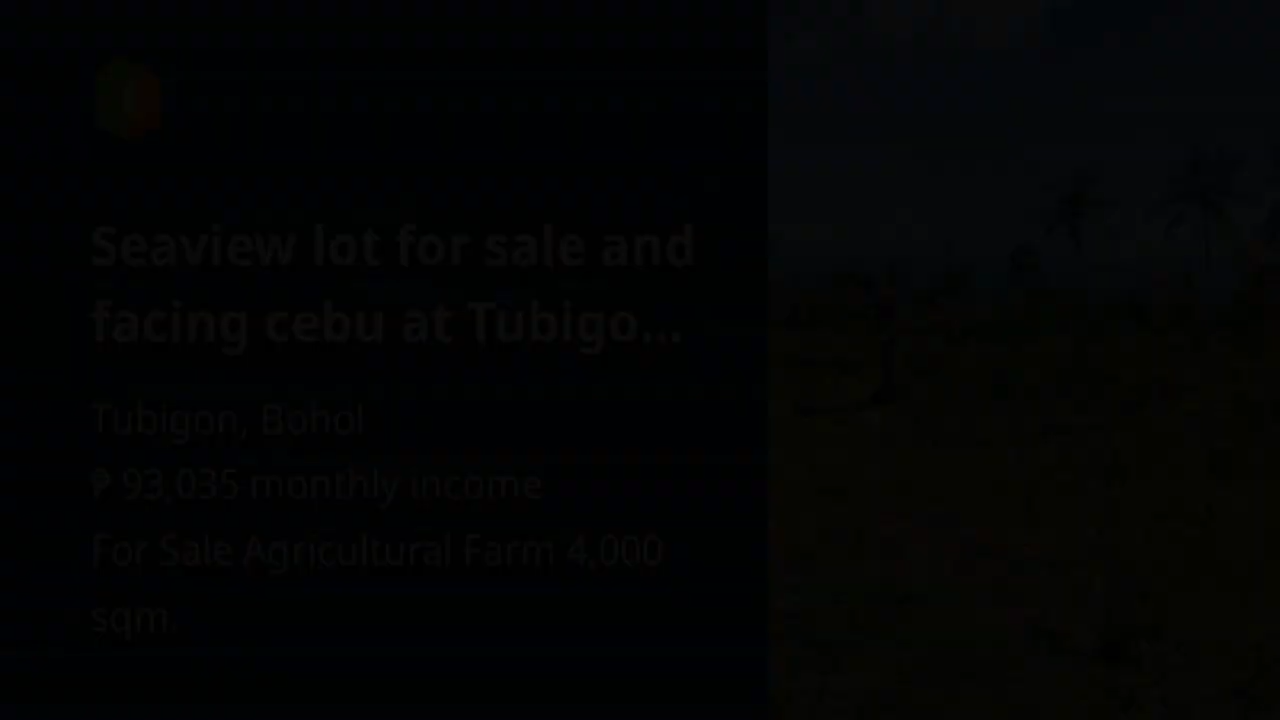 Seaview lot for sale and
facing cebu at Tubigo...
Tubigon, Bohol
₱ 93,035 monthly income
For Sale Agricultural Farm 4,000
sqm.